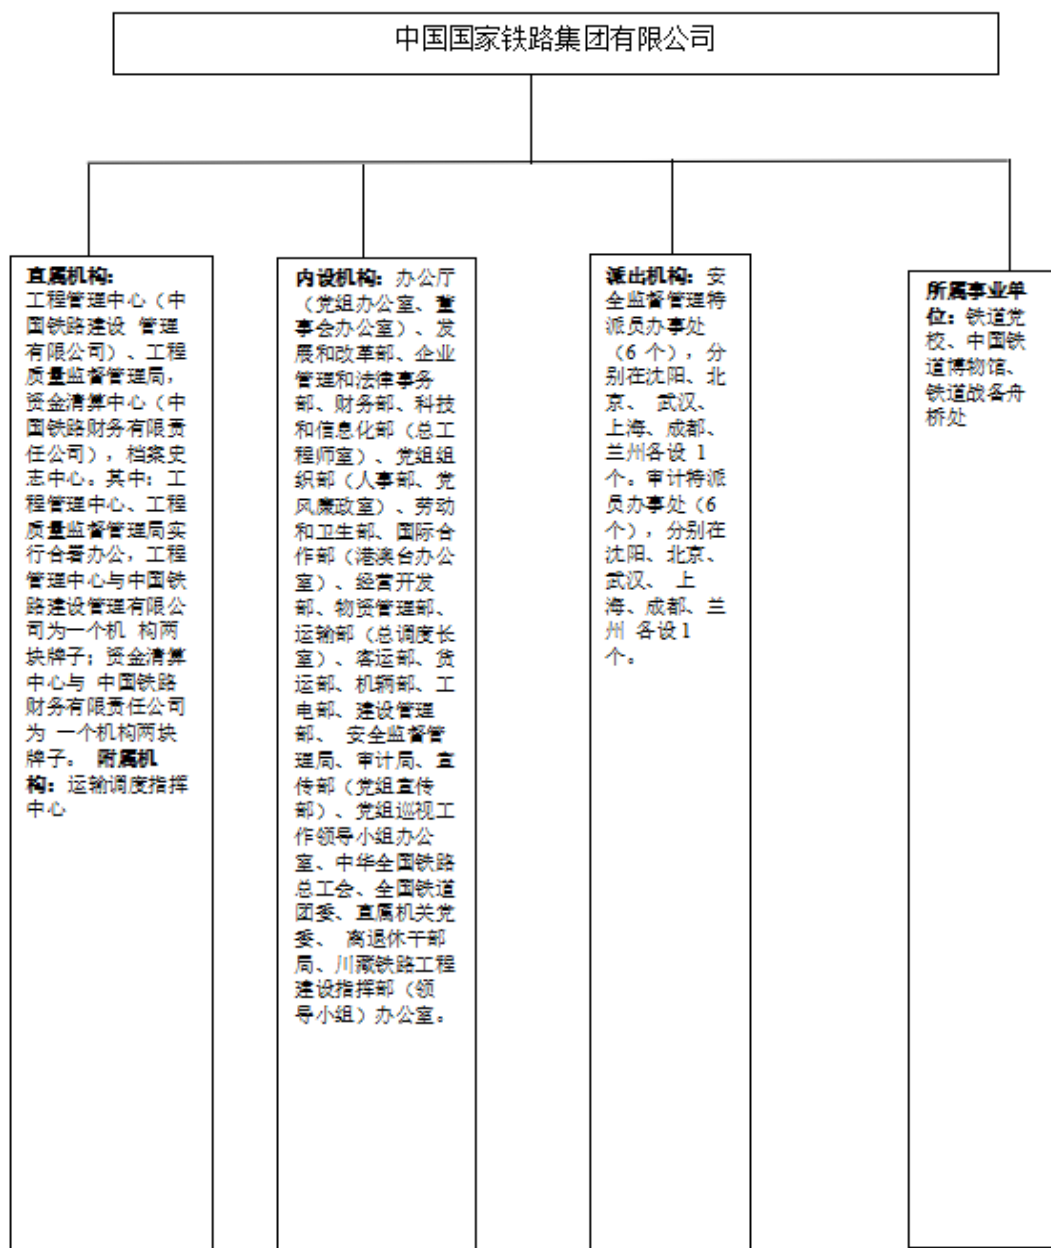 中国国家铁路集团有限公司
直属机构：
工程管理中心（中
国铁路建设 管理
有限公司）、工程
质量监督管理局，
资金清算中心（中
国铁路财务有限责
任公司），档案史
志中心。其中：工
程管理中心、工程
质量监督管理局实
行合署办公，工程
管理中心与中国铁
路建设管理有限公
司为一个机 构两
块牌子；资金清算
中心与 中国铁路
财务有限责任公司
为 一个机构两块
牌子。 附属机
构：运输调度指挥
中心
内设机构：办公厅
（党组办公室、董
事会办公室）、发
展和改革部、企业
管理和法律事务
部、财务部、科技
和信息化部（总工
程师室）、党组组
织部（人事部、党
风廉政室）、劳动
和卫生部、国际合
作部（港澳台办公
室）、经营开发
部、物资管理部、
运输部（总调度长
室）、客运部、货
运部、机辆部、工
电部、建设管理
部、 安全监督管
理局、审计局、宣
传部（党组宣传
部）、党组巡视工
作领导小组办公
室、中华全国铁路
总工会、全国铁道
团委、直属机关党
委、 离退休干部
局、川藏铁路工程
建设指挥部（领
导小组）办公室。
派出机构：安
全监督管理特
派员办事处
（6 个），分
别在沈阳、北
京、 武汉、
上海、成都、
兰州各设 1
个。审计特派
员办事处（6
个），分别在
沈阳、北京、
武汉、 上
海、成都、兰
州 各设 1
个。
所属事业单
位：铁道党
校、中国铁
道博物馆、
铁道战备舟
桥处